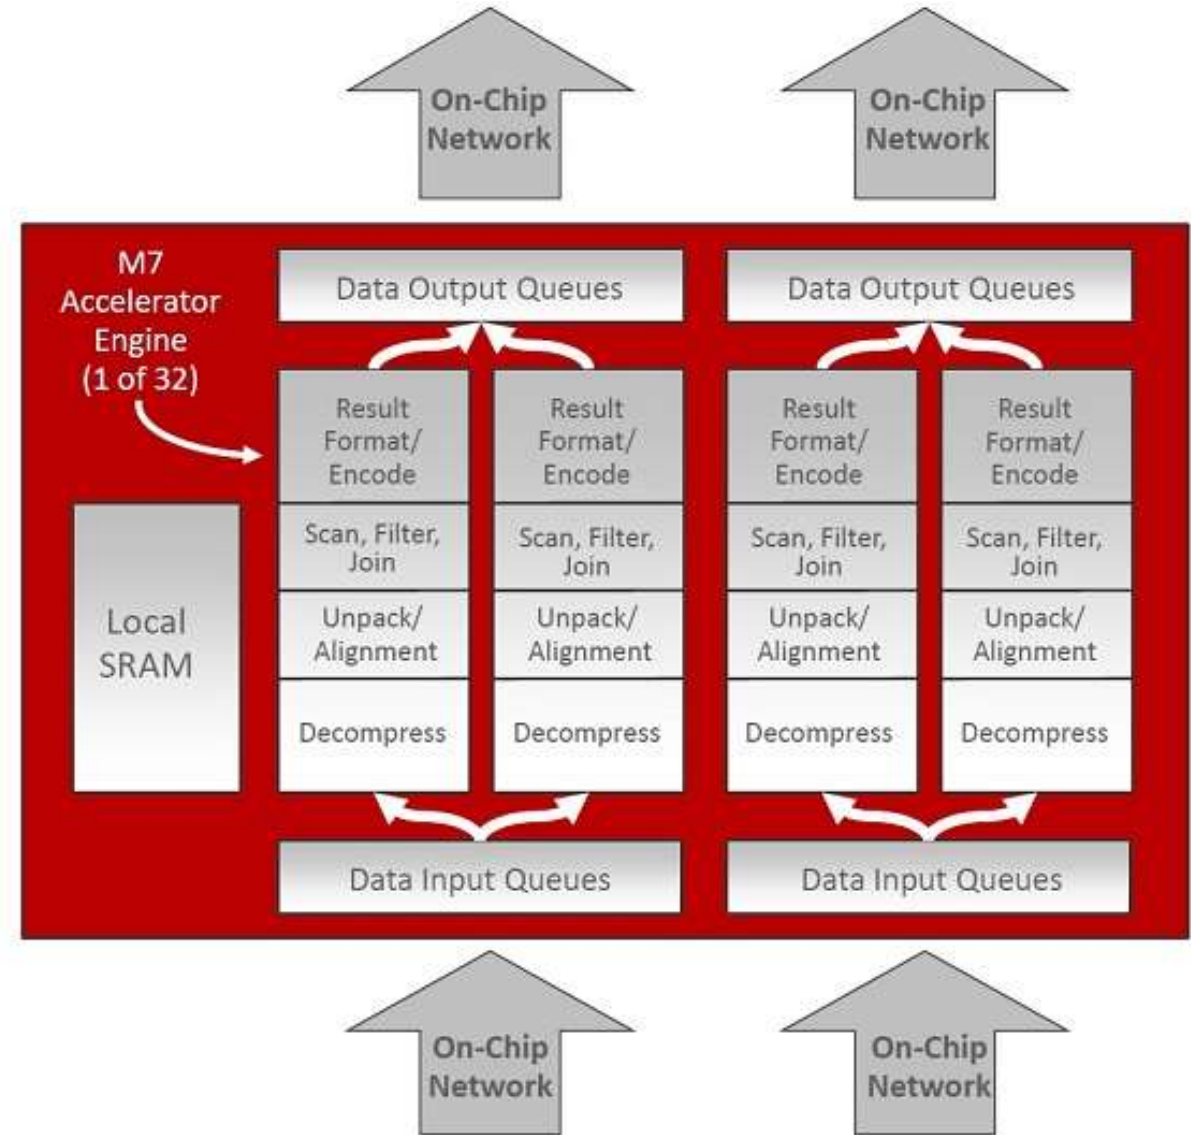 On-Chip
Network
On-Chip
Network
M7
Accelerator
Engine
(1 of 32)
Data Output Queues
Data Output Queues
Result
Format/
Encode
Result
Format/
Encode
Result
Format/
Encode
Result
Format/
Encode
Local
SRAM
Scan, Filter,
Join
Scan, Filter,
Join
Scan, Filter,
Join
Scan, Filter,
Join
Unpack/
Alignment
Unpack/
Alignment
Unpack/
Alignment
Unpack/
Alignment
Decompress
Decompress
Decompress
Decompress
Data Input Queues
Data Input Queues
On-Chip
Network
On-Chip
Network